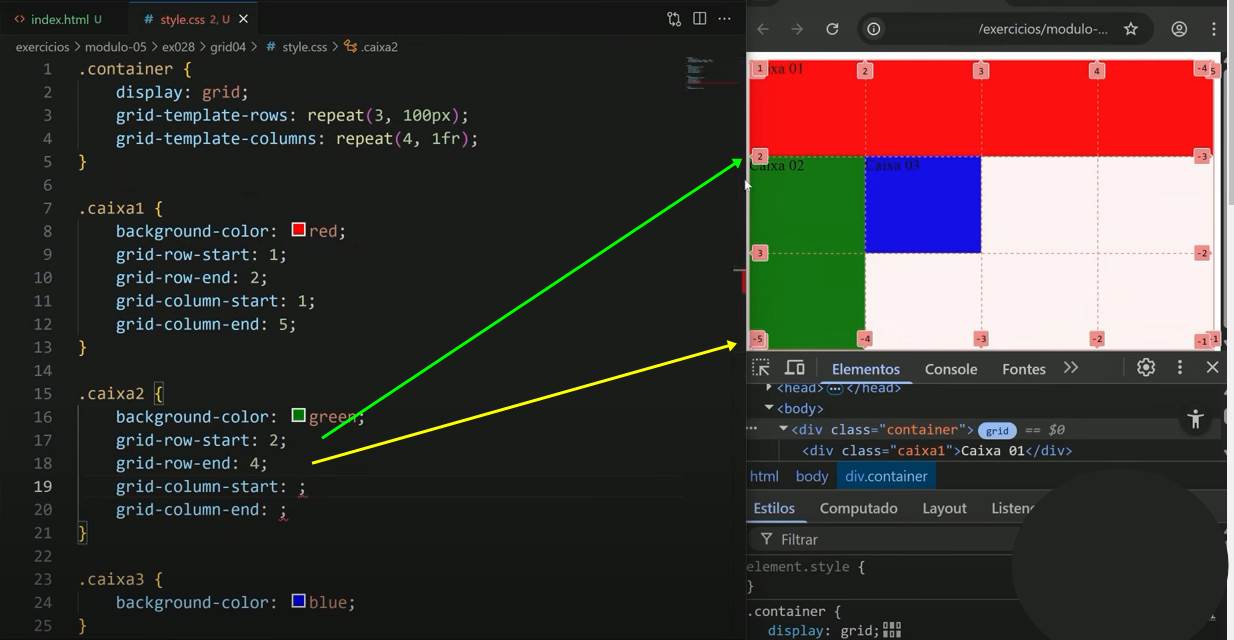 index.html U
style.css 2, U
exercicios > modulo-05 > ex028 > grid04 > # style.css > .caixa2
1 .container {
2 display: grid;
3 grid-template-rows: repeat(3, 100px);
4 grid-template-columns: repeat(4, 1fr);
5 }
6
7 .caixa1 {
8 background-color: red;
9 grid-row-start: 1;
10 grid-row-end: 2;
11 grid-column-start: 1;
12 grid-column-end: 5;
13 }
14
15 .caixa2 {
16 background-color: green;
17 grid-row-start: 2;
18 grid-row-end: 4;
19 grid-column-start: ;
20 grid-column-end: ;
21 }
22
23 .caixa3 {
24 background-color: blue;
25 }
/exercicios/modulo-...
1 2 3 4 -4 5
2 -3
Caixa 02 Caixa 03
3 -2
-5 -4 -3 -2 -1 -1
Elementos Console Fontes
<head> </head>
<body>
<div class="container"> grid == $0
<div class="caixa1">Caixa 01</div>
html body div.container
Estilos Computado Layout
Filtrar
element.style {
}
.container {
display: grid;